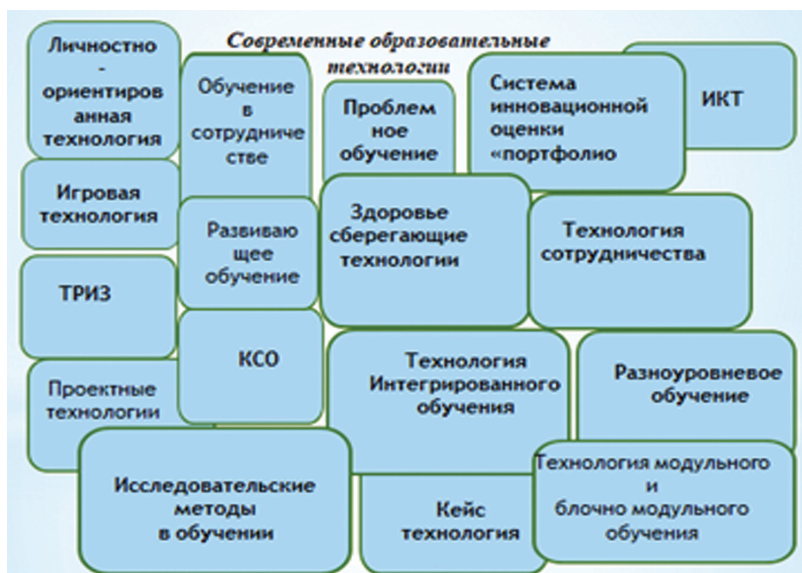 Современные образовательные
технологии
Личностно
-
ориентиров
анная
технология
Обучение
в
сотрудниче
стве
Проблем
ное
обучение
Система
инновационной
оценки
«портфолио
ИКТ
Игровая
технология
Развиваю
щее
обучение
Здоровье
сберегающие
технологии
Технология
сотрудничества
ТРИЗ
КСО
Технология
Интегрированного
обучения
Разноуровневое
обучение
Проектные
технологии
Исследовательские
методы
в обучении
Кейс
технология
Технология модульного
и
блочно модульного
обучения